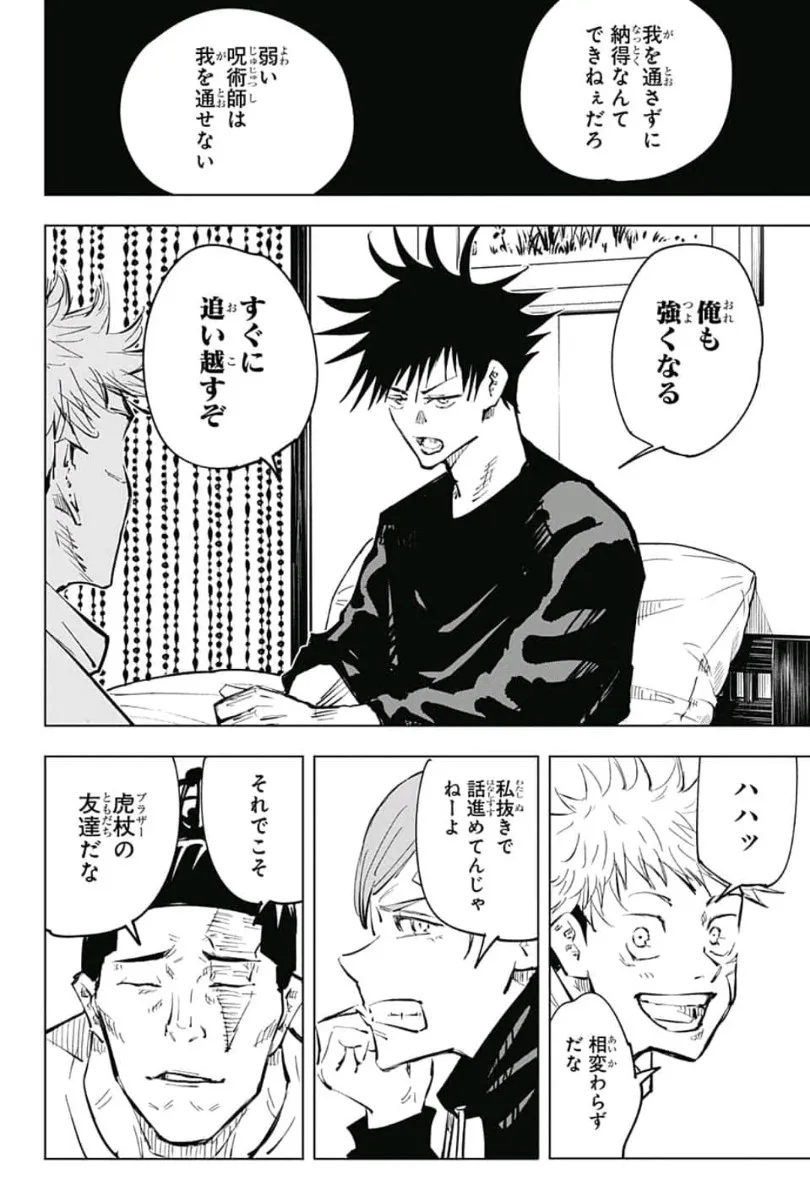 我を通さずに
納得なんて
できねぇだろ
弱い
呪術師は
我を通せない
俺も
強くなる
すぐに
追い越すぞ
ハハッ
相変わらず
だな
私抜きで
話進めてんじゃ
ねーよ
それでこそ
虎杖の
友達だな